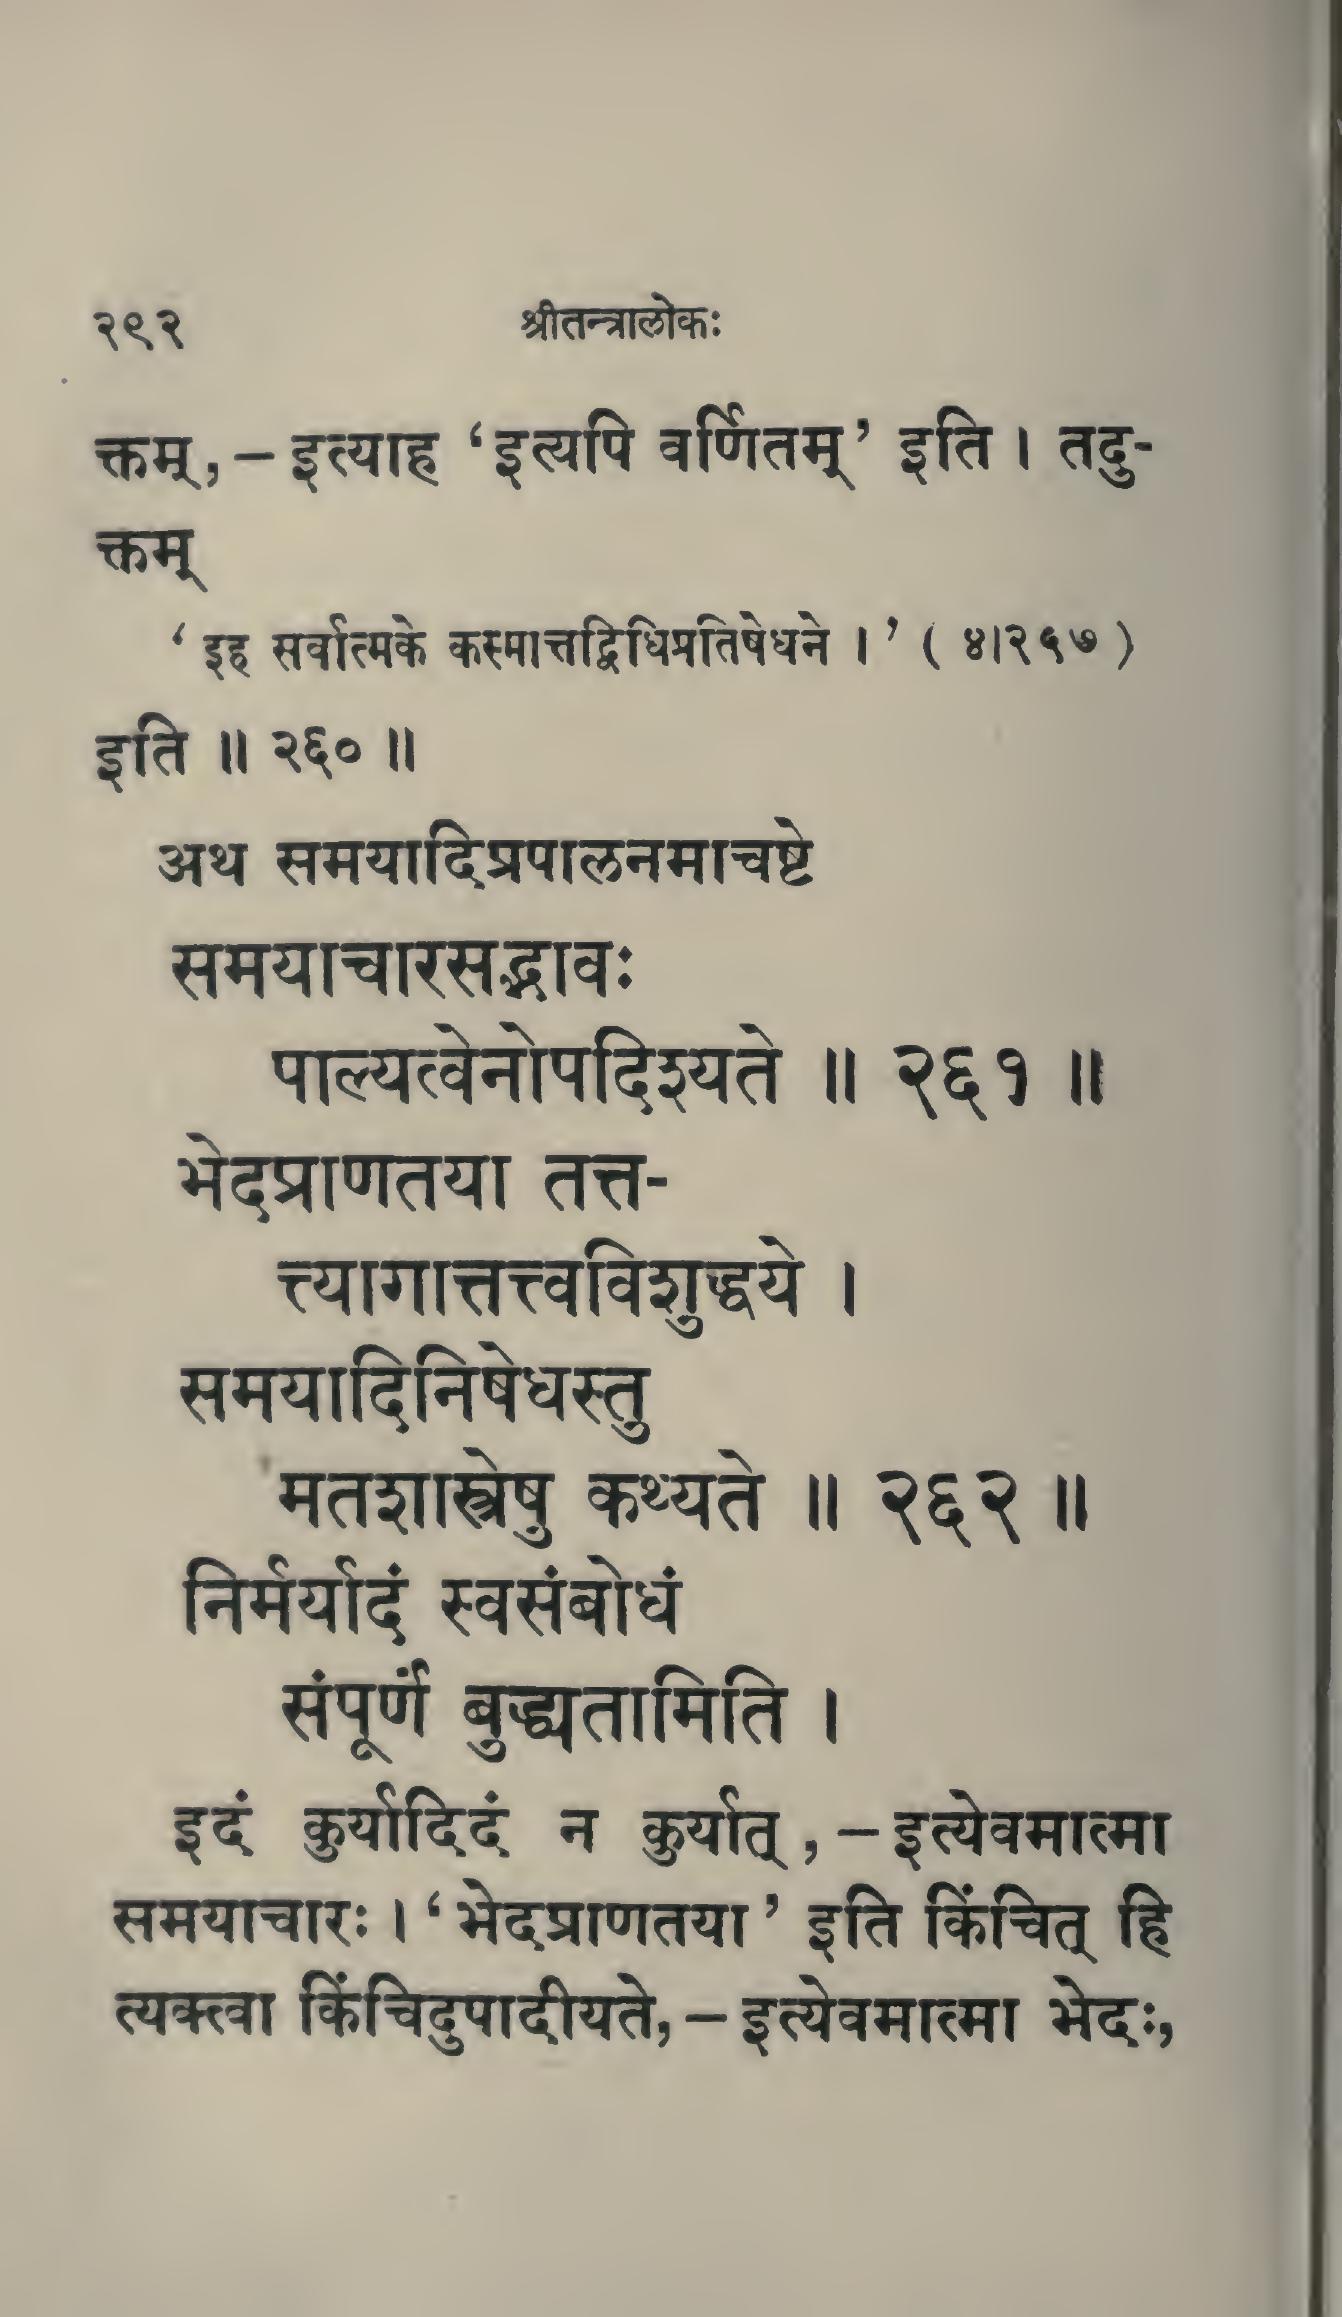 २९२ श्रीतन्त्रालोकः
क्तम्,—इत्याह ‘इत्यपि वर्णितम्’ इति । तदु-
क्तम्
‘ इह सर्वात्मके कस्मात्तद्विधिप्रतिषेधने । ’ ( ४।२५७ )
इति ॥ २६० ॥
अथ समयादिप्रपालनमाचष्टे
समयाचारसद्भावः
पाल्यत्वेनोपदिश्यते ॥ २६१ ॥
भेदप्राणतया तत्त-
त्त्यागात्तत्त्वविशुद्धये ।
समयादिनिषेधस्तु
मतशास्त्रेषु कथ्यते ॥ २६२ ॥
निर्मर्यादं स्वसंबोधं
संपूर्णं बुद्ध्यतामिति ।
इदं कुर्यादिदं न कुर्यात्,—इत्येवमात्मा
समयाचारः । ‘ भेदप्राणतया ’ इति किंचित् हि
त्यक्त्वा किंचिदुपादीयते,—इत्येवमात्मा भेदः,